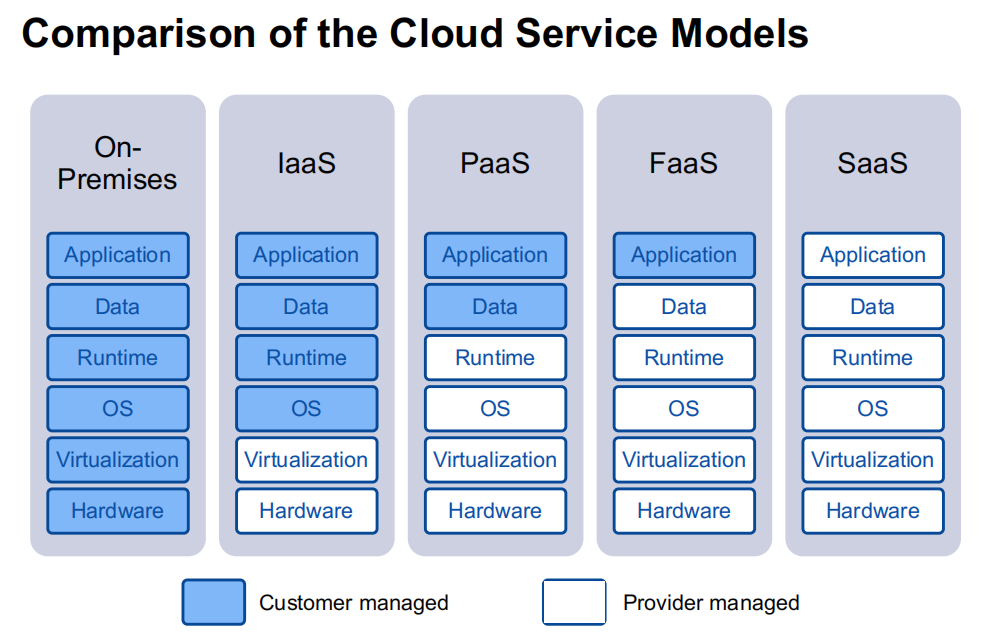 Comparison of the Cloud Service Models
On-
Premises
Application
Data
Runtime
OS
Virtualization
Hardware
IaaS
Application
Data
Runtime
OS
Virtualization
Hardware
PaaS
Application
Data
Runtime
OS
Virtualization
Hardware
FaaS
Application
Data
Runtime
OS
Virtualization
Hardware
SaaS
Application
Data
Runtime
OS
Virtualization
Hardware
Customer managed
Provider managed